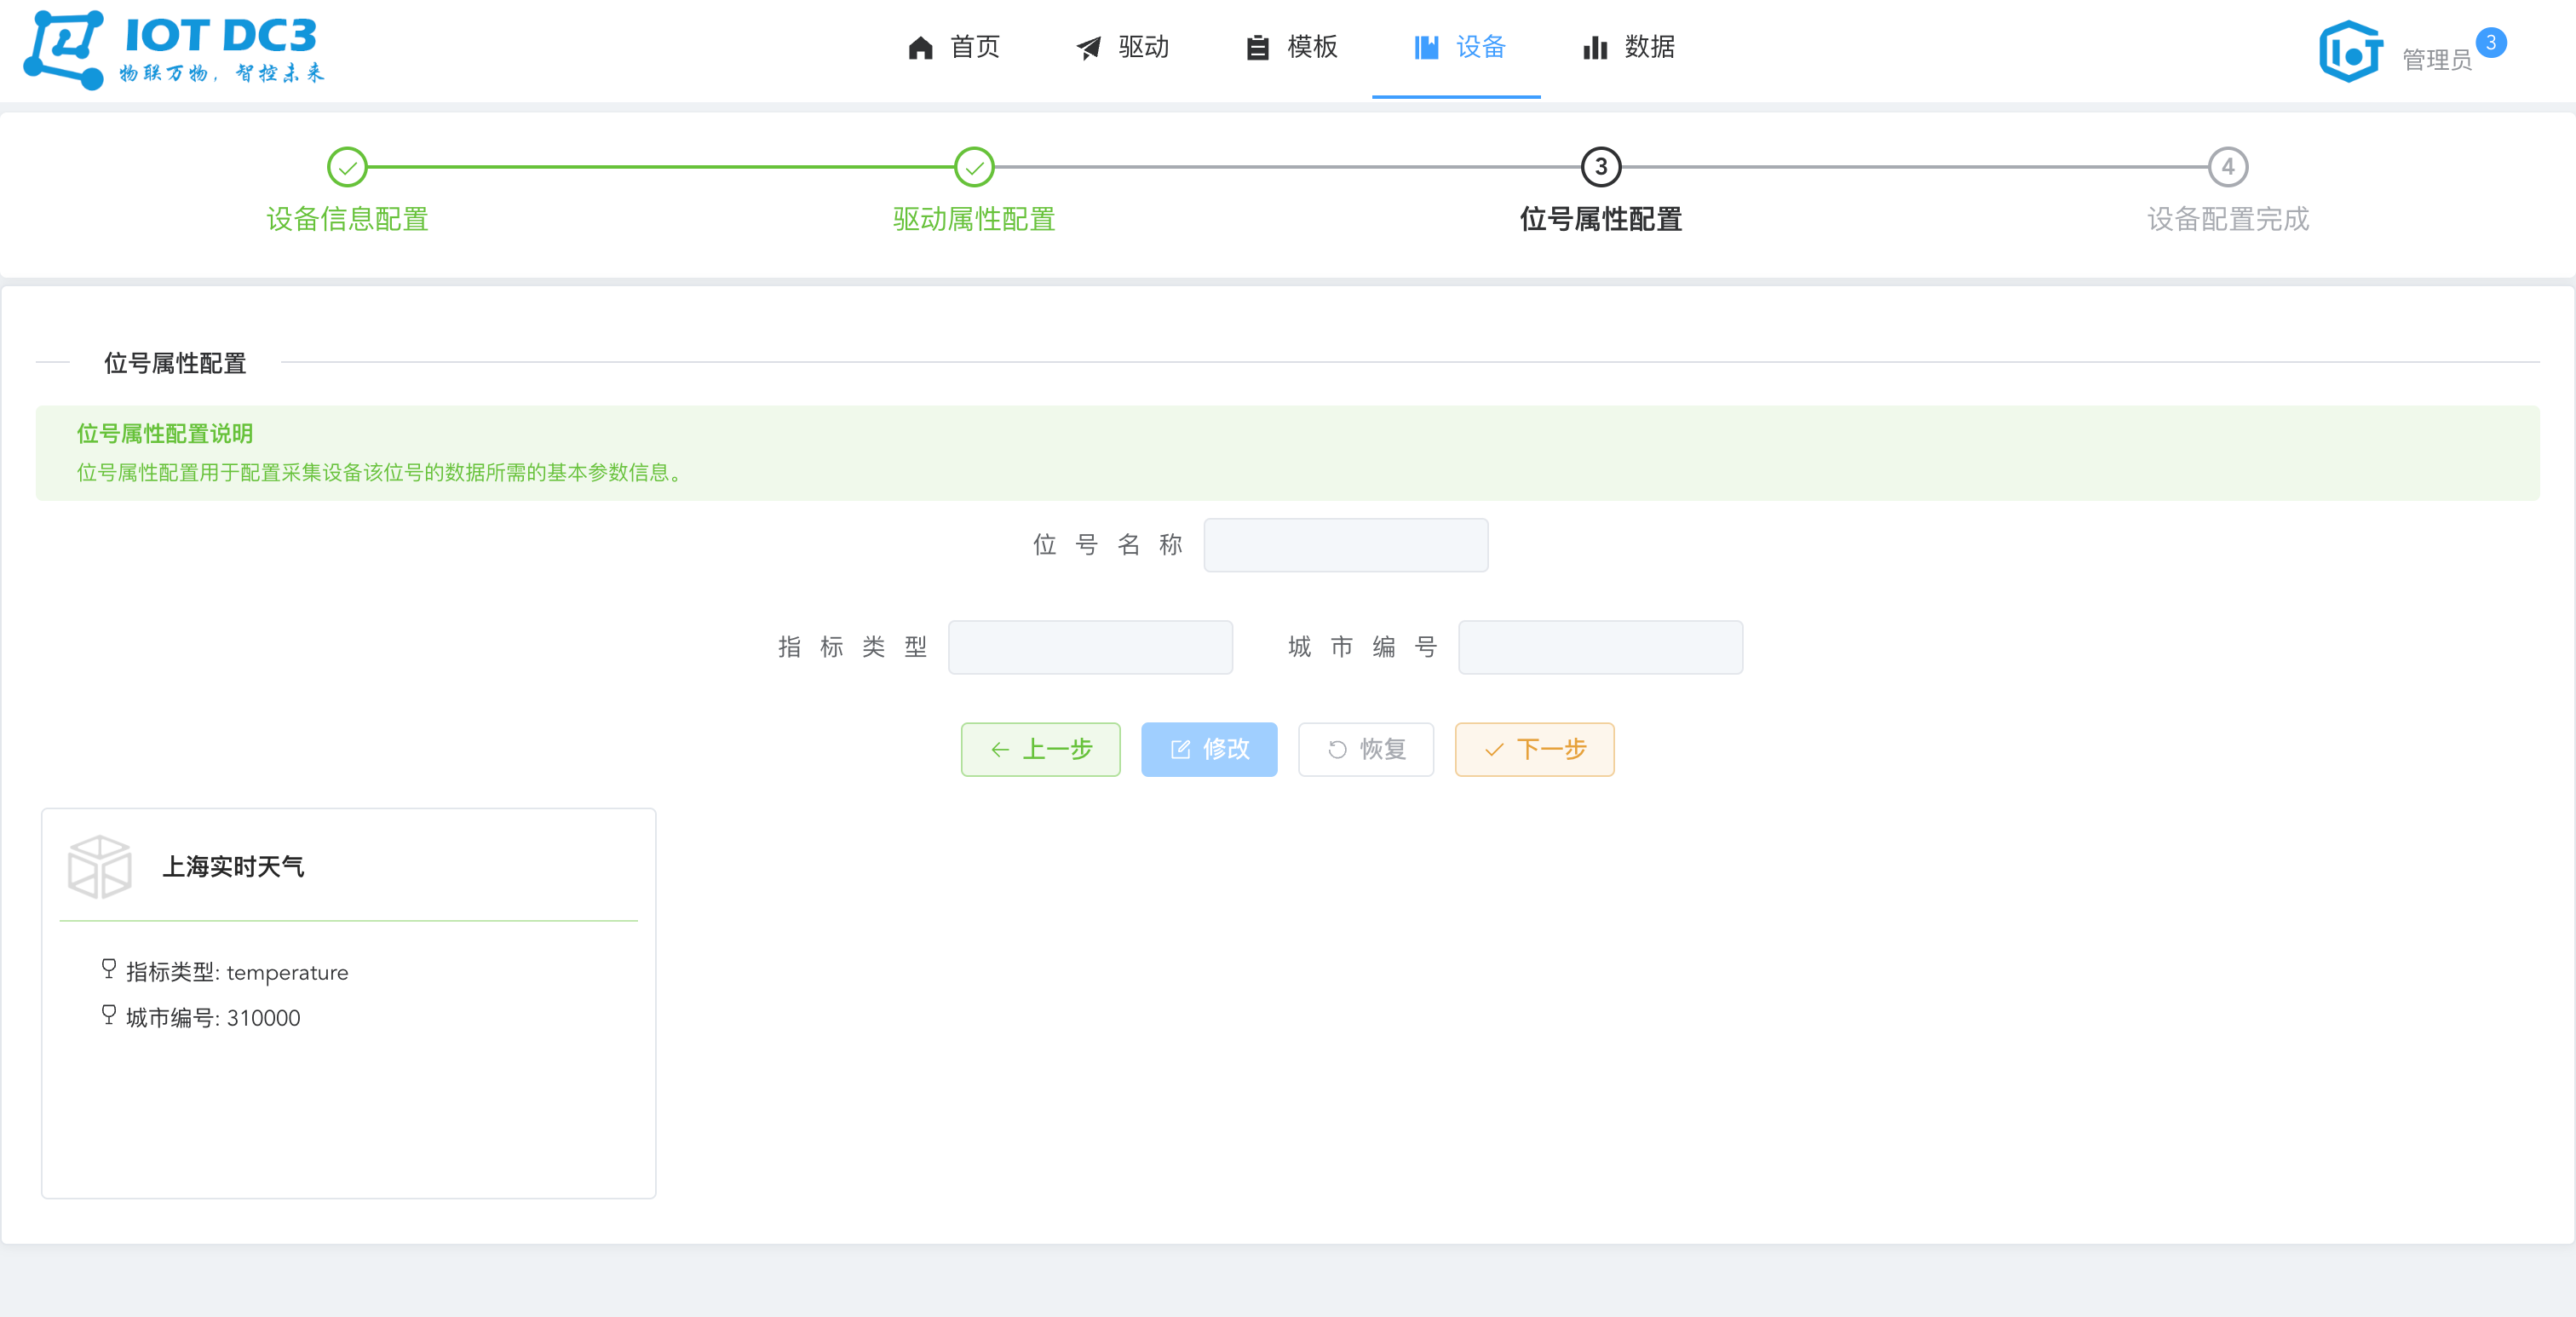 IOT DC3
物联万物，智控未来
首页 驱动 模板 设备 数据
管理员 3
3 4
设备信息配置 驱动属性配置 位号属性配置 设备配置完成
位号属性配置
位号属性配置说明
位号属性配置用于配置采集设备该位号的数据所需的基本参数信息。
位号名称
指标类型 城市编号
上一步 修改 恢复 下一步
上海实时天气
指标类型: temperature
城市编号: 310000